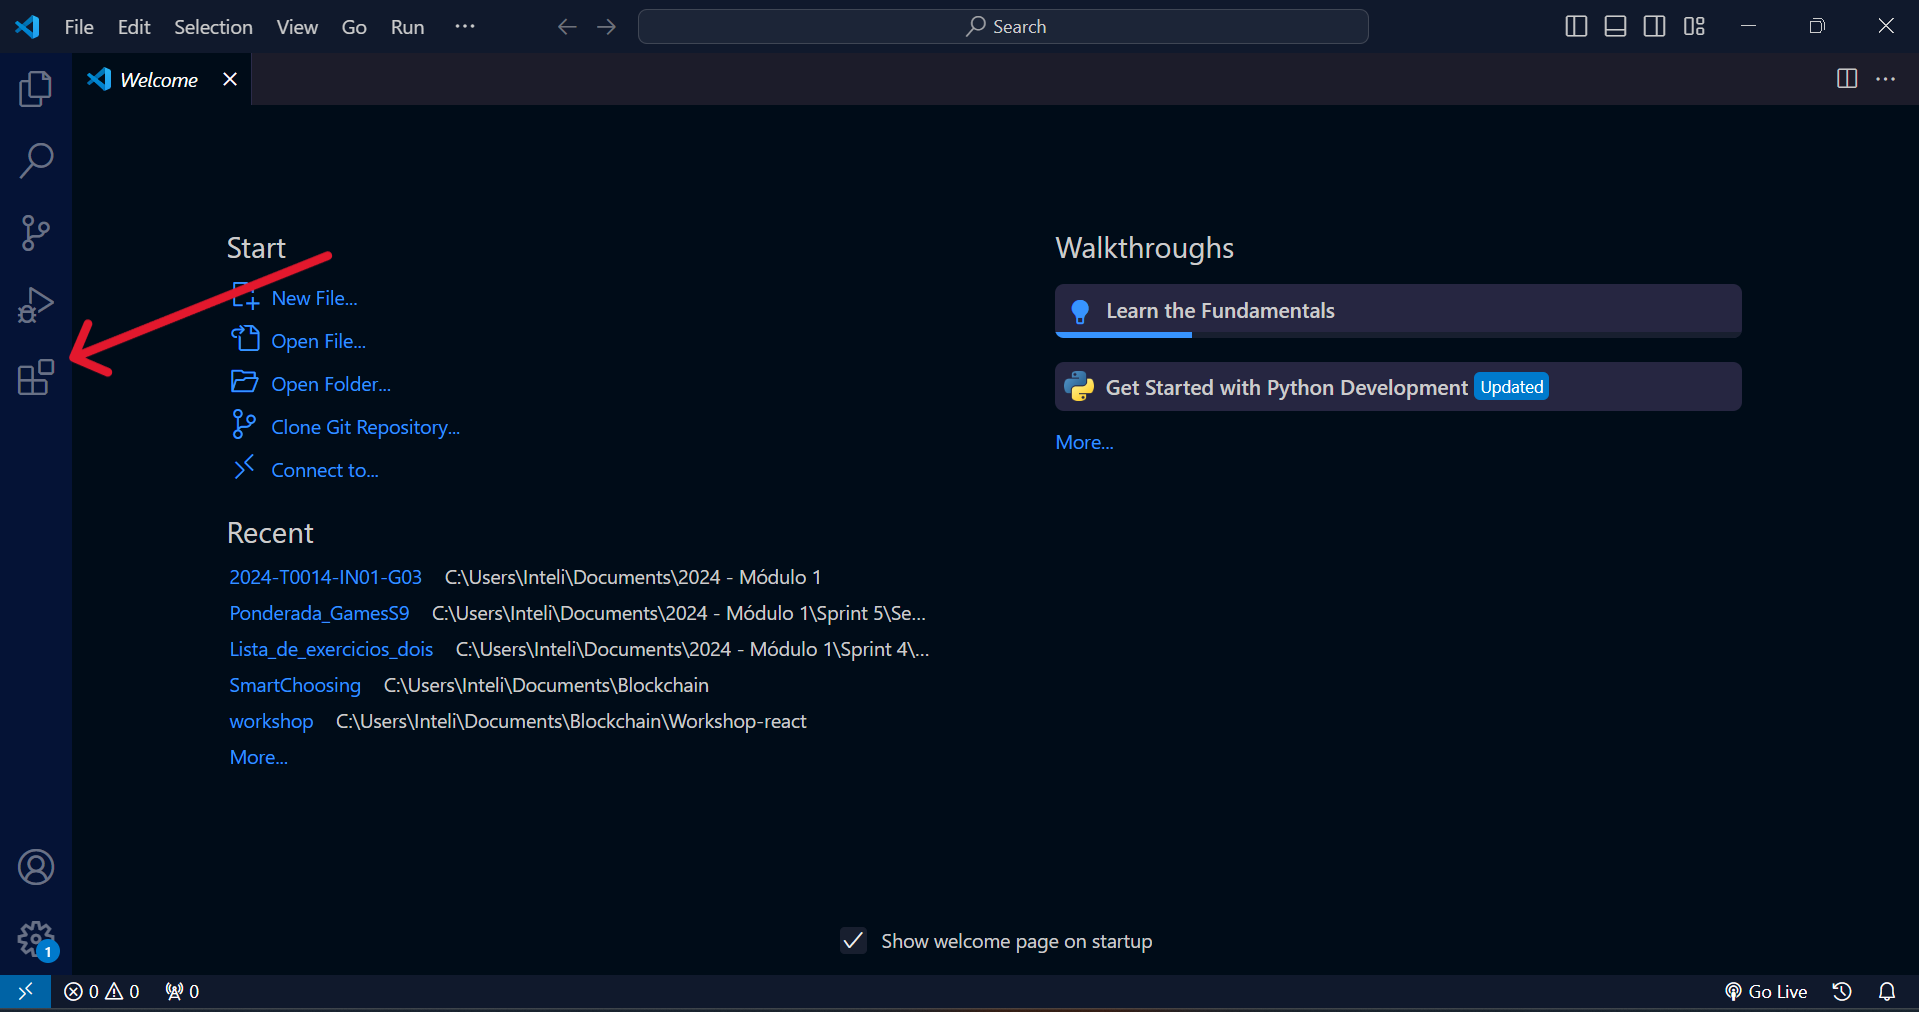 File Edit Selection View Go Run ··· Search
Welcome
Start
New File...
Open File...
Open Folder...
Clone Git Repository...
Connect to...
Recent
2024-T0014-IN01-G03 C:\Users\Inteli\Documents\2024 - Módulo 1
Ponderada_GamesS9 C:\Users\Inteli\Documents\2024 - Módulo 1\Sprint 5\Se...
Lista_de_exercicios_dois C:\Users\Inteli\Documents\2024 - Módulo 1\Sprint 4\...
SmartChoosing C:\Users\Inteli\Documents\Blockchain
workshop C:\Users\Inteli\Documents\Blockchain\Workshop-react
More...
Walkthroughs
Learn the Fundamentals
Get Started with Python Development Updated
More...
Show welcome page on startup
1
0 0 0 Go Live